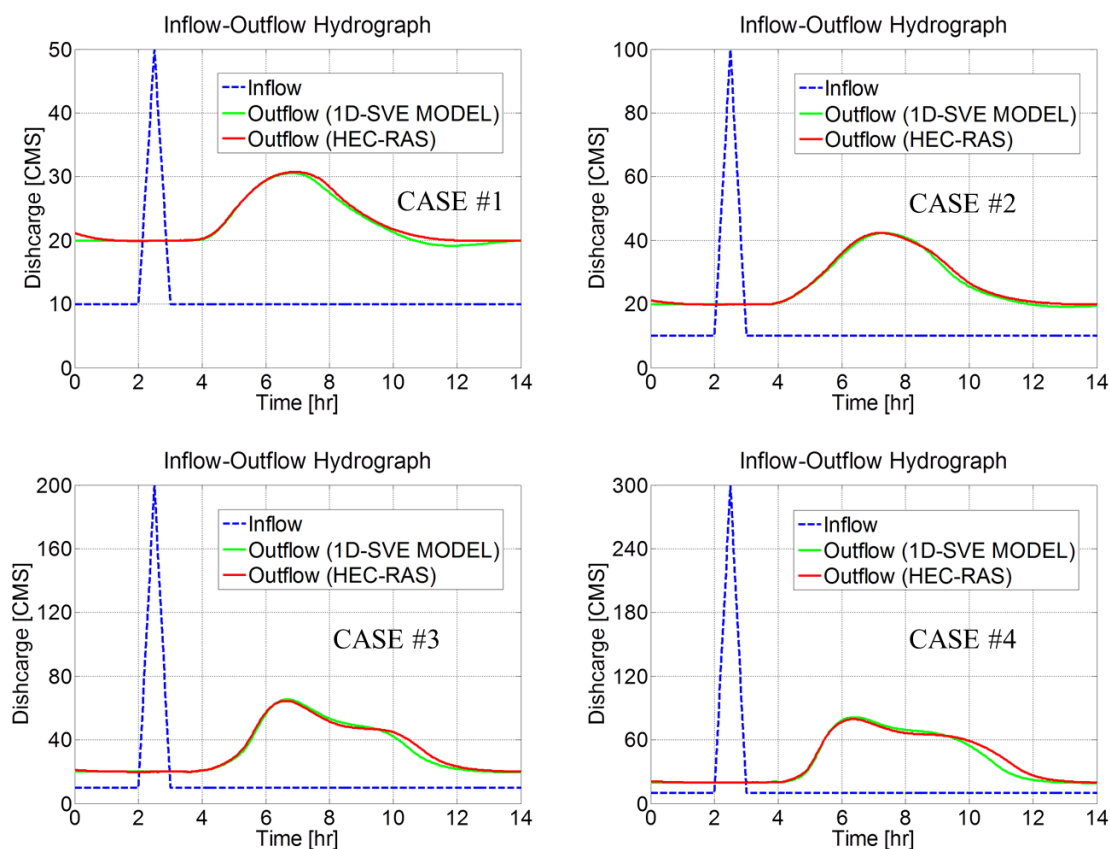 Inflow-Outflow Hydrograph
Dishcarge [CMS]
50
40
30
20
10
0
Inflow
Outflow (1D-SVE MODEL)
Outflow (HEC-RAS)
CASE #1
0 2 4 6 8 10 12 14
Time [hr]
Inflow-Outflow Hydrograph
Dishcarge [CMS]
100
80
60
40
20
0
Inflow
Outflow (1D-SVE MODEL)
Outflow (HEC-RAS)
CASE #2
0 2 4 6 8 10 12 14
Time [hr]
Inflow-Outflow Hydrograph
Dishcarge [CMS]
200
160
120
80
40
0
Inflow
Outflow (1D-SVE MODEL)
Outflow (HEC-RAS)
CASE #3
0 2 4 6 8 10 12 14
Time [hr]
Inflow-Outflow Hydrograph
Dishcarge [CMS]
300
240
180
120
60
0
Inflow
Outflow (1D-SVE MODEL)
Outflow (HEC-RAS)
CASE #4
0 2 4 6 8 10 12 14
Time [hr]